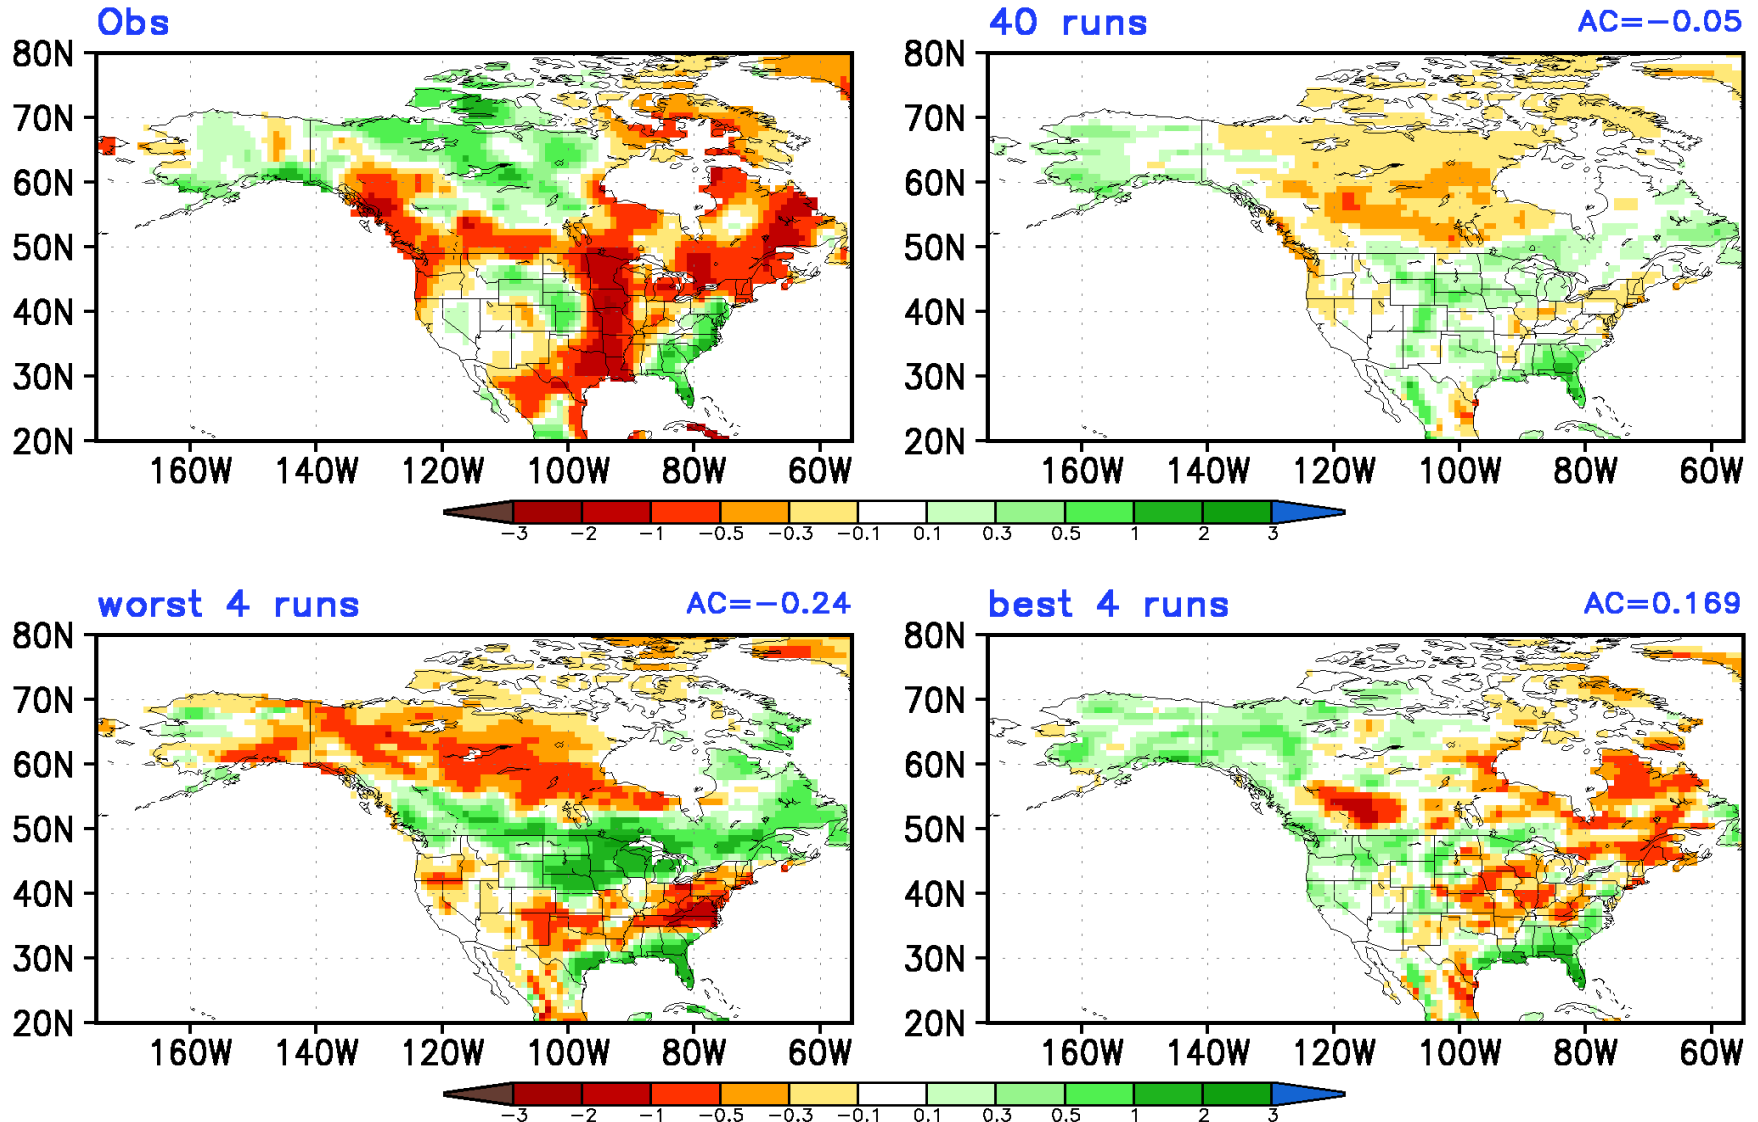 Obs
40 runs AC=-0.05
80N 80N
70N 70N
60N 60N
50N 50N
40N 40N
30N 30N
20N 20N
160W 140W 120W 100W 80W 60W 160W 140W 120W 100W 80W 60W
-3 -2 -1 -0.5 -0.3 -0.1 0.1 0.3 0.5 1 2 3
worst 4 runs AC=-0.24 best 4 runs AC=0.169
80N 80N
70N 70N
60N 60N
50N 50N
40N 40N
30N 30N
20N 20N
160W 140W 120W 100W 80W 60W 160W 140W 120W 100W 80W 60W
-3 -2 -1 -0.5 -0.3 -0.1 0.1 0.3 0.5 1 2 3